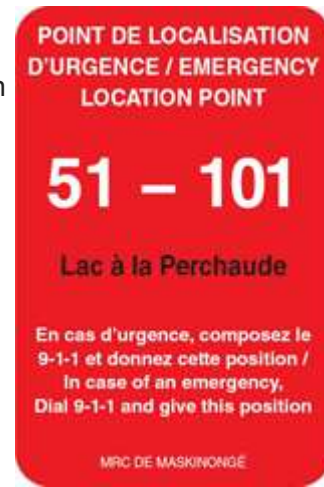 POINT DE LOCALISATION
D'URGENCE / EMERGENCY
LOCATION POINT
51 – 101
Lac à la Perchaude
En cas d'urgence, composez le
9-1-1 et donnez cette position /
In case of an emergency,
Dial 9-1-1 and give this position
MRC DE MASKINONGÉ